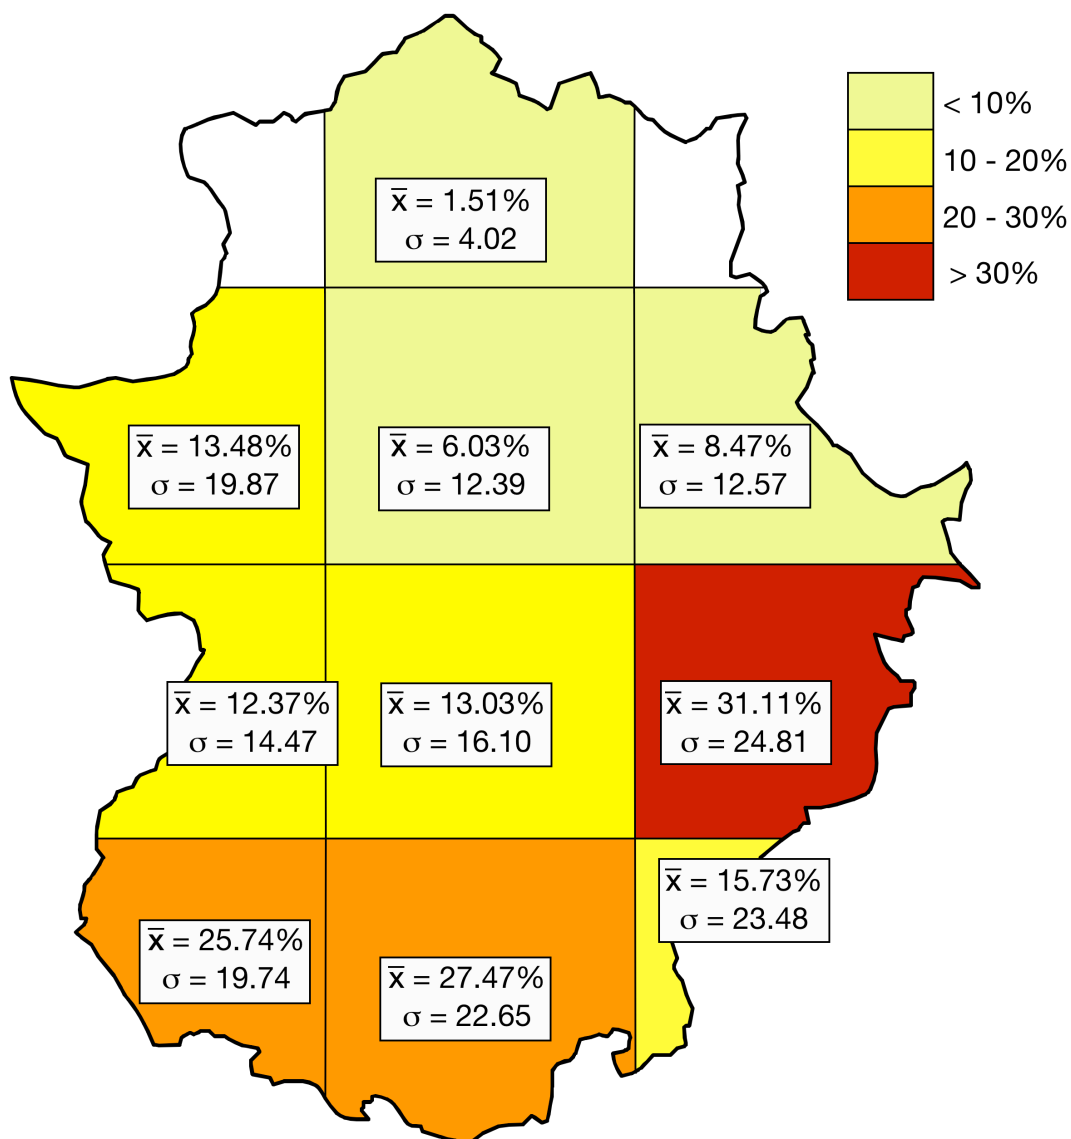 < 10%
10 - 20%
20 - 30%
> 30%
x̅ = 1.51%
σ = 4.02
x̅ = 13.48%
σ = 19.87
x̅ = 6.03%
σ = 12.39
x̅ = 8.47%
σ = 12.57
x̅ = 12.37%
σ = 14.47
x̅ = 13.03%
σ = 16.10
x̅ = 31.11%
σ = 24.81
x̅ = 15.73%
σ = 23.48
x̅ = 25.74%
σ = 19.74
x̅ = 27.47%
σ = 22.65